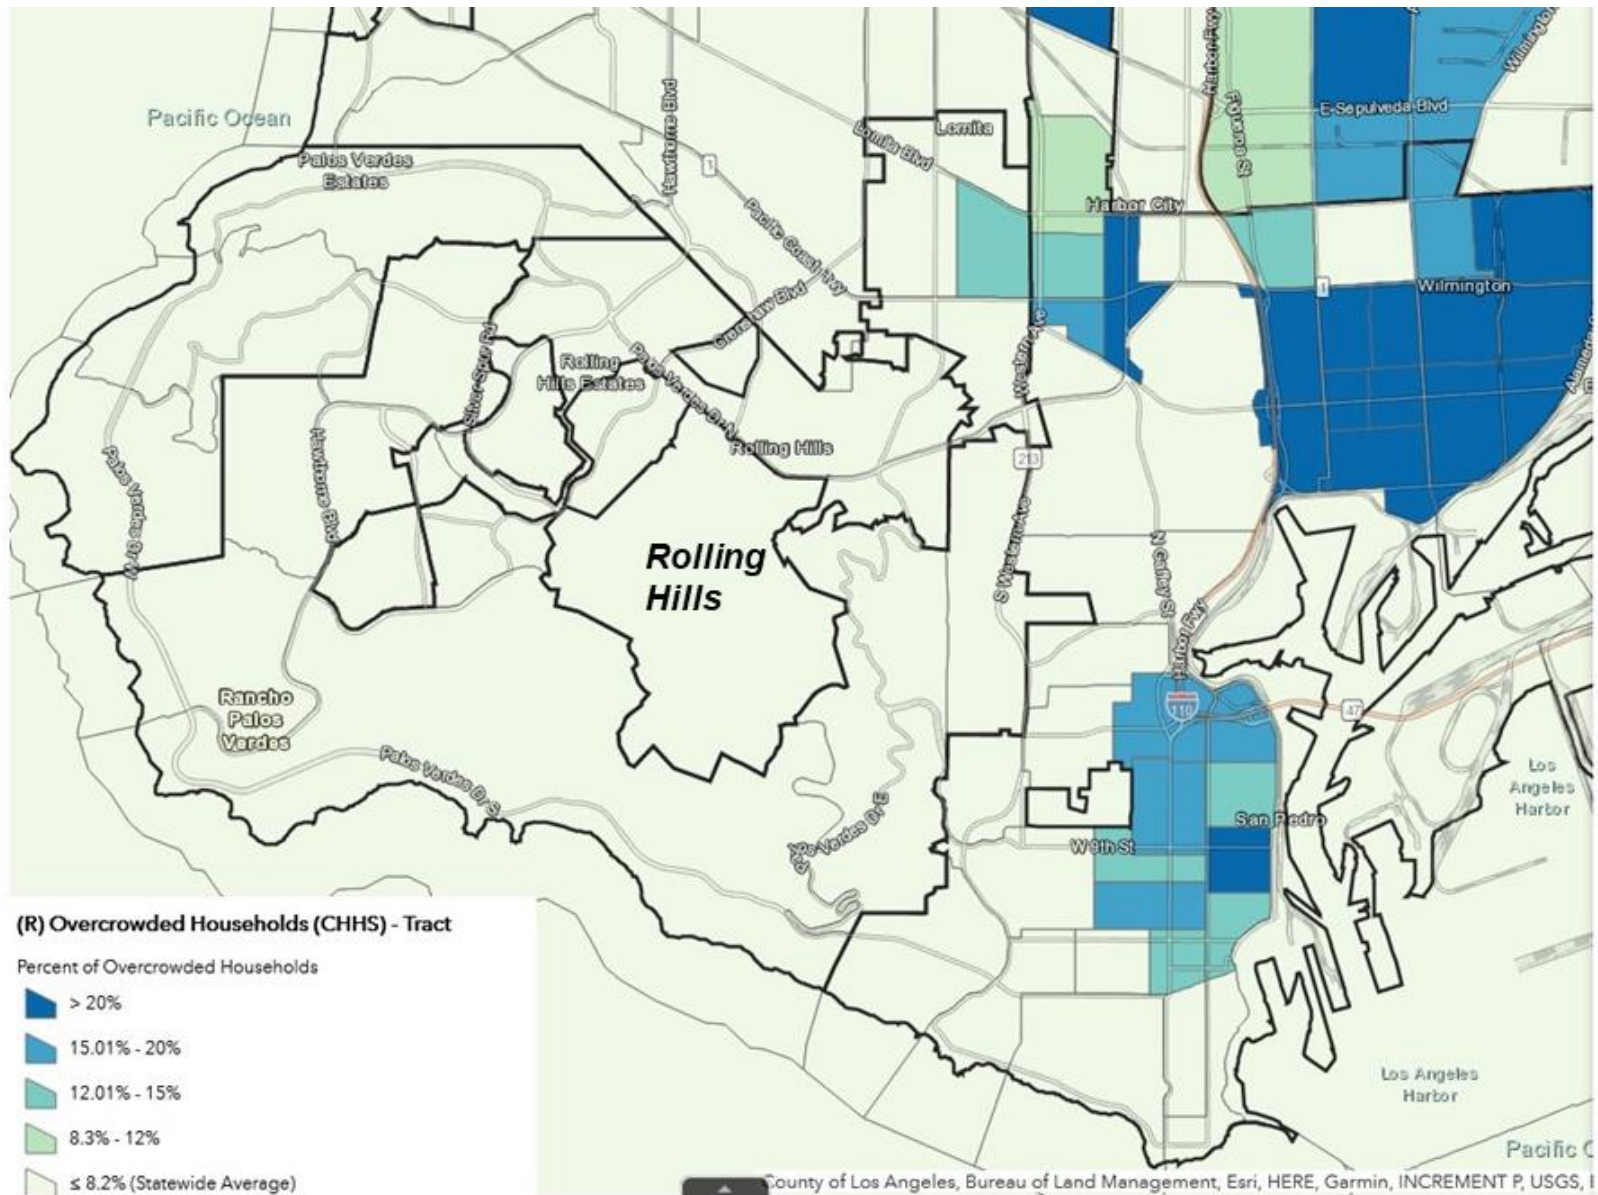 Harbor Fwy
Wilmington
Pacific Ocean
Hawthorne Blvd
Figueroa St
E Sepulveda Blvd
Lomita Blvd
Lomita
Palos Verdes
Estates
1
Harbor City
Pacific Coast Hwy
1
Wilmington
Crenshaw Blvd
Western Ave
Silver Spur Rd
Rolling
Hills Estates
Palos Verdes Dr N
Rolling Hills
Hawthorne Blvd
Palos Verdes Dr W
213
S Western Ave
N Gaffey St
Rolling
Hills
Harbor Fwy
Rancho
Palos
Verdes
110
47
Palos Verdes Dr S
Los
Angeles
Harbor
San Pedro
W 9th St
os Verdes Dr E
(R) Overcrowded Households (CHHS) - Tract
Percent of Overcrowded Households
> 20%
15.01% - 20%
12.01% - 15%
8.3% - 12%
≤ 8.2% (Statewide Average)
Los Angeles
Harbor
Pacific
County of Los Angeles, Bureau of Land Management, Esri, HERE, Garmin, INCREMENT P, USGS,